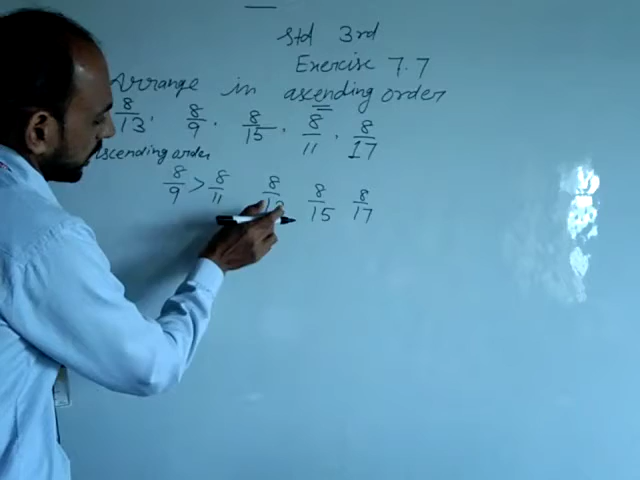 Std 3rd
Exercise 7.7
Arrange in ascending order
8/13, 8/9, 8/15, 8/11, 8/17
ascending order
8/9 > 8/11 8/13 8/15 8/17